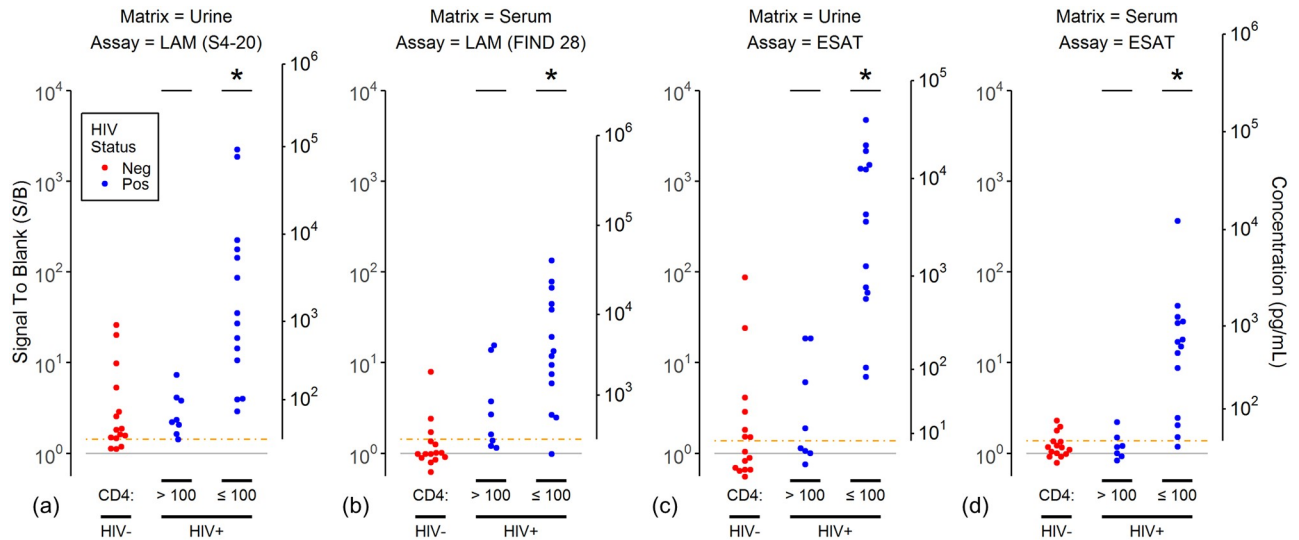 Matrix = Urine
Assay = LAM (S4-20)
Matrix = Serum
Assay = LAM (FIND 28)
Matrix = Urine
Assay = ESAT
Matrix = Serum
Assay = ESAT
Signal To Blank (S/B)
10⁴
10³
10²
10¹
10⁰
HIV
Status
Neg
Pos
*
10⁶
10⁵
10⁴
10³
10²
10⁴
10³
10²
10¹
10⁰
*
10⁶
10⁵
10⁴
10³
10⁴
10³
10²
10¹
10⁰
*
10⁵
10⁴
10³
10²
10¹
10⁴
10³
10²
10¹
10⁰
*
10⁶
10⁵
10⁴
10³
10²
Concentration (pg/mL)
(a) CD4: > 100 ≤ 100
HIV- HIV+
(b) CD4: > 100 ≤ 100
HIV- HIV+
(c) CD4: > 100 ≤ 100
HIV- HIV+
(d) CD4: > 100 ≤ 100
HIV- HIV+